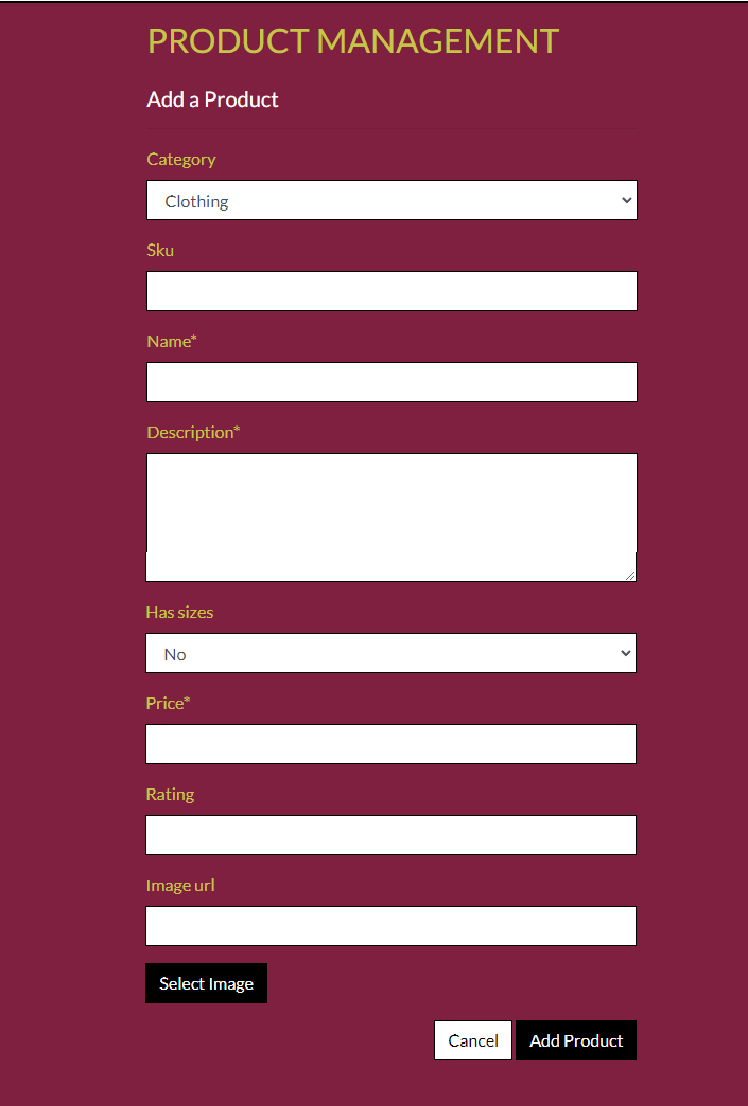 PRODUCT MANAGEMENT
Add a Product
Category
Clothing
Sku
Name*
Description*
Has sizes
No
Price*
Rating
Image url
Select Image
Cancel Add Product